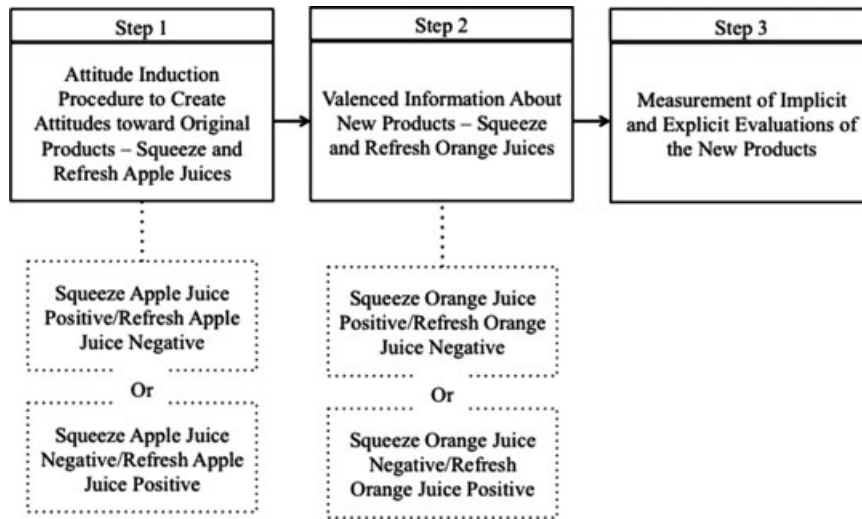 Step 1
Attitude Induction
Procedure to Create
Attitudes toward Original
Products – Squeeze and
Refresh Apple Juices
Step 2
Valenced Information About
New Products – Squeeze
and Refresh Orange Juices
Step 3
Measurement of Implicit
and Explicit Evaluations of
the New Products
Squeeze Apple Juice
Positive/Refresh Apple
Juice Negative
Or
Squeeze Apple Juice
Negative/Refresh Apple
Juice Positive
Squeeze Orange Juice
Positive/Refresh Orange
Juice Negative
Or
Squeeze Orange Juice
Negative/Refresh
Orange Juice Positive